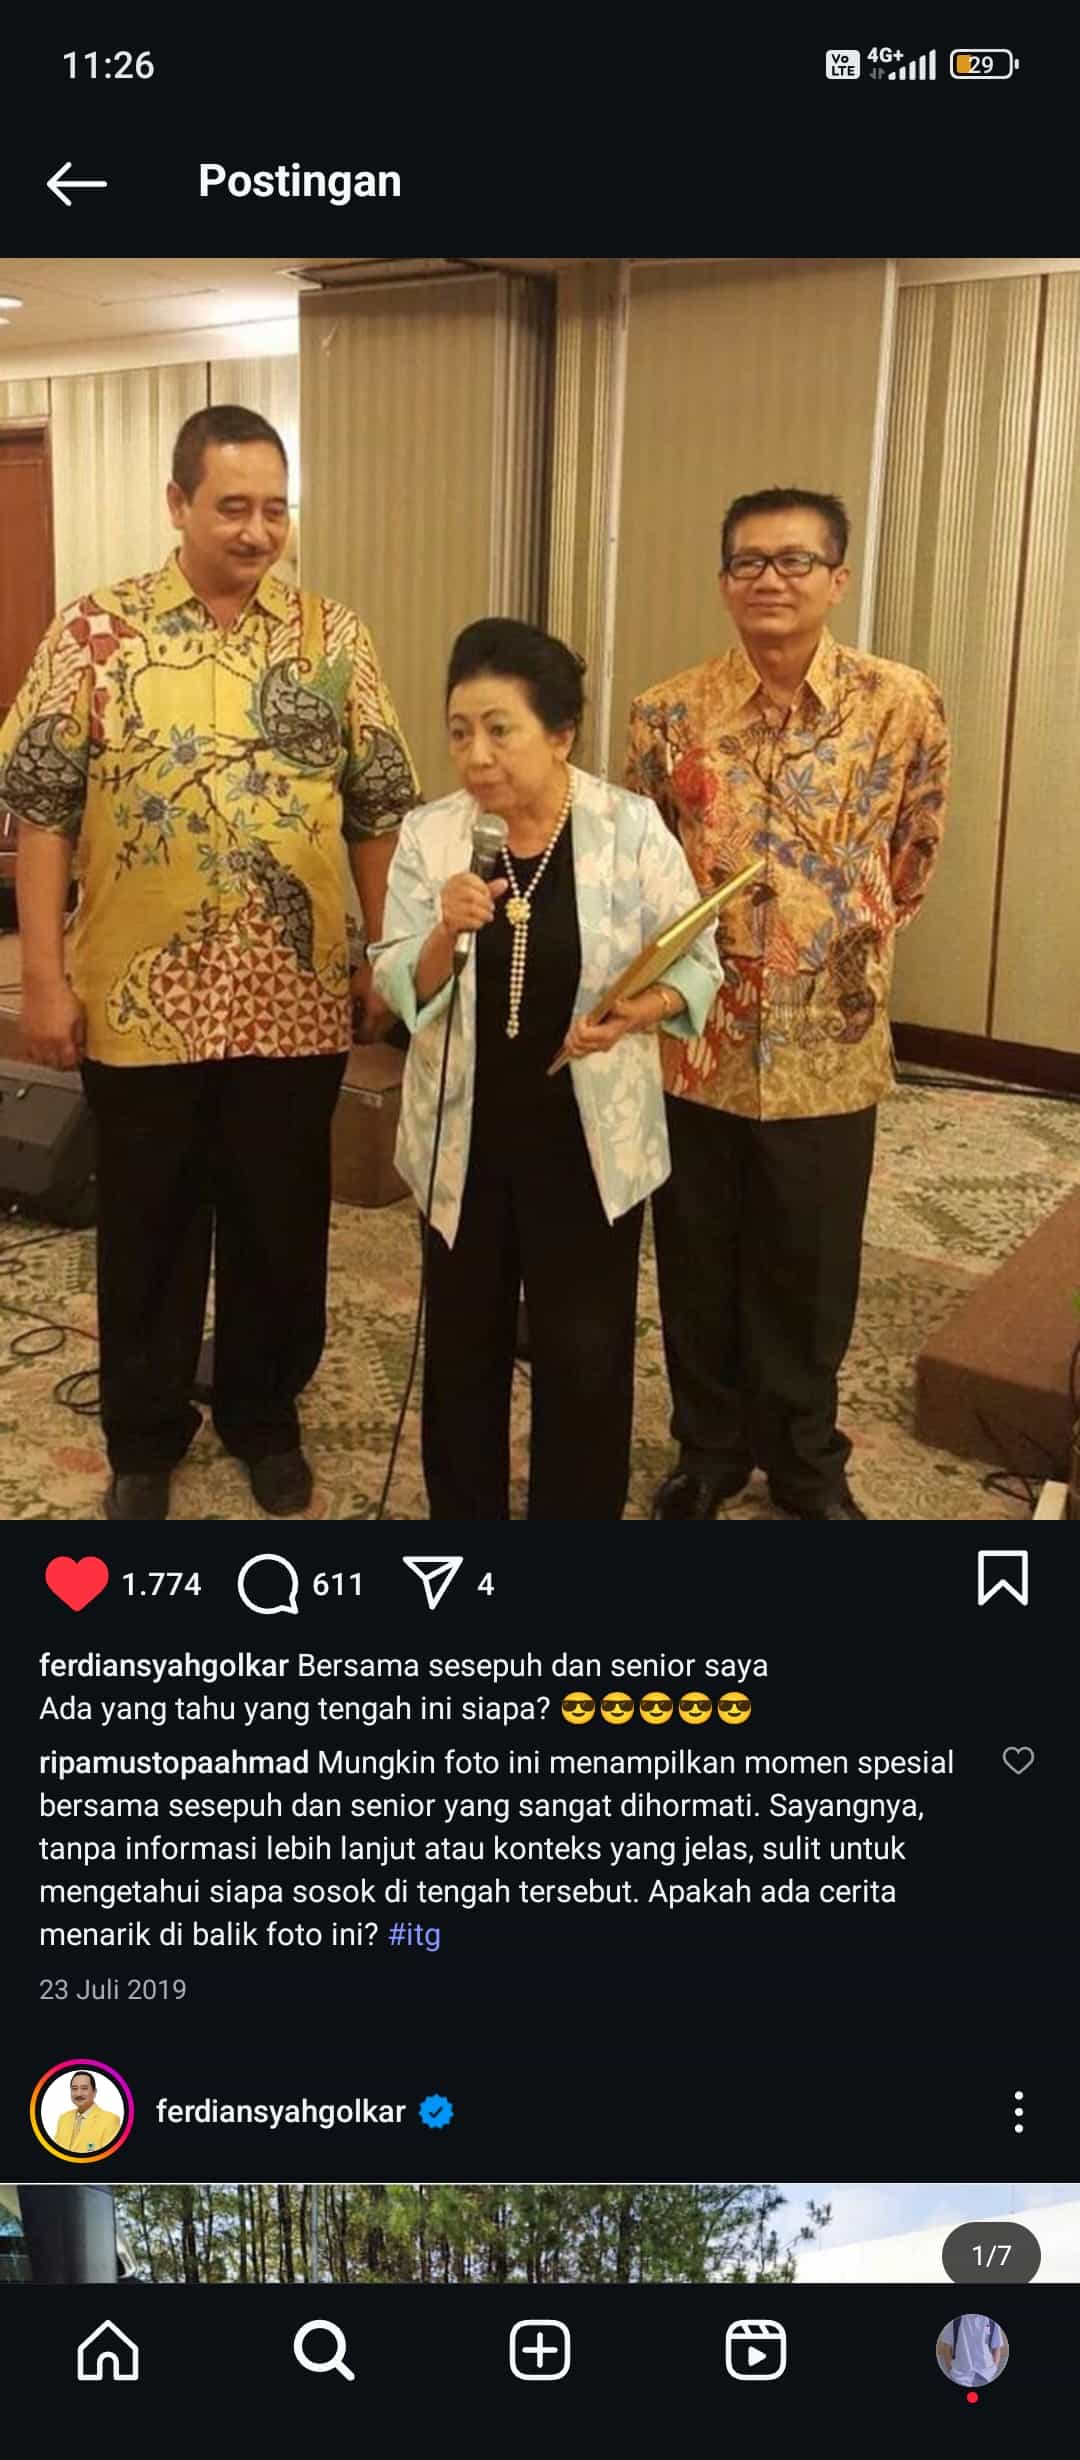 11:26
Vo
LTE
4G+
29
Postingan
1.774
611
4
ferdiansyahgolkar Bersama sesepuh dan senior saya
Ada yang tahu yang tengah ini siapa? 😎😎😎😎😎
ripamustopaahmad Mungkin foto ini menampilkan momen spesial
bersama sesepuh dan senior yang sangat dihormati. Sayangnya,
tanpa informasi lebih lanjut atau konteks yang jelas, sulit untuk
mengetahui siapa sosok di tengah tersebut. Apakah ada cerita
menarik di balik foto ini? #itg
23 Juli 2019
ferdiansyahgolkar
1/7